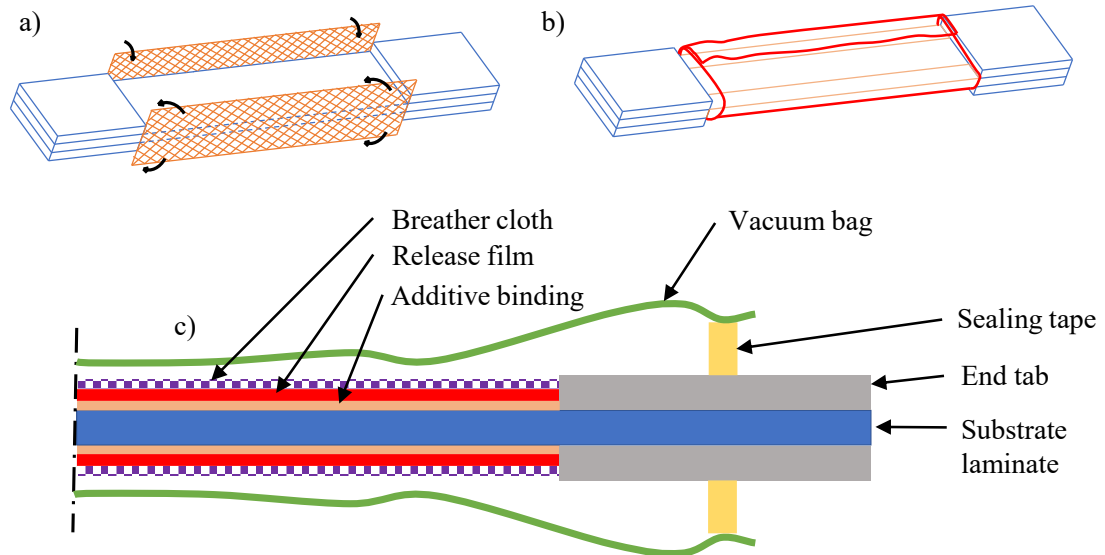 a)
b)
Breather cloth
Release film
Additive binding
Vacuum bag
c)
Sealing tape
End tab
Substrate
laminate